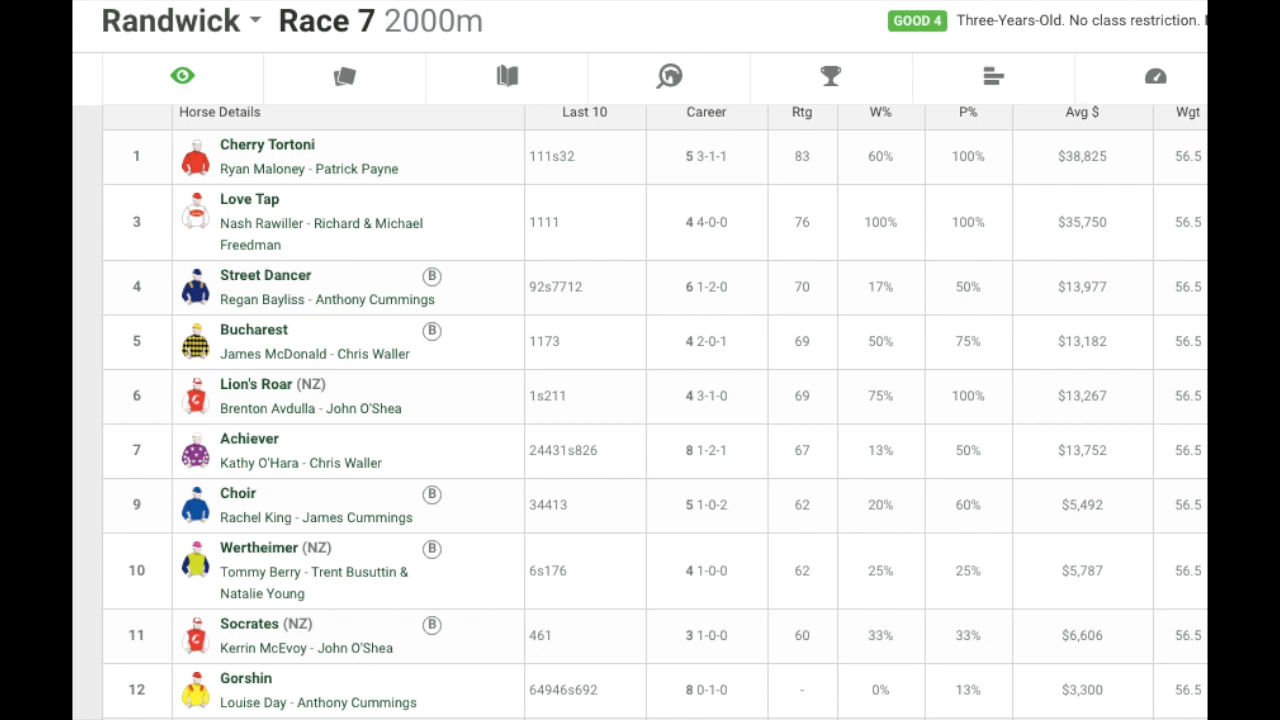 Randwick Race 7 2000m GOOD 4 Three-Years-Old. No class restriction.
Horse Details Last 10 Career Rtg W% P% Avg $ Wgt
1 Cherry Tortoni 111s32 5 3-1-1 83 60% 100% $38,825 56.5
Ryan Maloney - Patrick Payne
3 Love Tap 1111 4 4-0-0 76 100% 100% $35,750 56.5
Nash Rawiller - Richard & Michael
Freedman
4 Street Dancer B 92s7712 6 1-2-0 70 17% 50% $13,977 56.5
Regan Bayliss - Anthony Cummings
5 Bucharest B 1173 4 2-0-1 69 50% 75% $13,182 56.5
James McDonald - Chris Waller
6 Lion's Roar (NZ) 1s211 4 3-1-0 69 75% 100% $13,267 56.5
Brenton Avdulla - John O'Shea
7 Achiever 24431s826 8 1-2-1 67 13% 50% $13,752 56.5
Kathy O'Hara - Chris Waller
9 Choir B 34413 5 1-0-2 62 20% 60% $5,492 56.5
Rachel King - James Cummings
10 Wertheimer (NZ) B 6s176 4 1-0-0 62 25% 25% $5,787 56.5
Tommy Berry - Trent Busuttin &
Natalie Young
11 Socrates (NZ) B 461 3 1-0-0 60 33% 33% $6,606 56.5
Kerrin McEvoy - John O'Shea
12 Gorshin 64946s692 8 0-1-0 - 0% 13% $3,300 56.5
Louise Day - Anthony Cummings